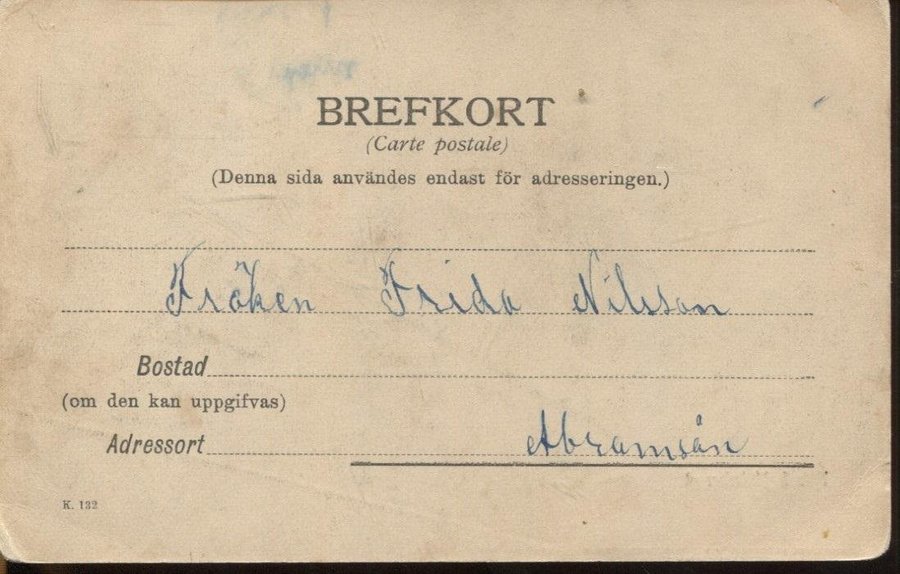 BREFKORT
(Carte postale)
(Denna sida användes endast för adresseringen.)
Fröken Frida Nilsson
Bostad
(om den kan uppgifvas)
Adressort Abramsån
K. 132